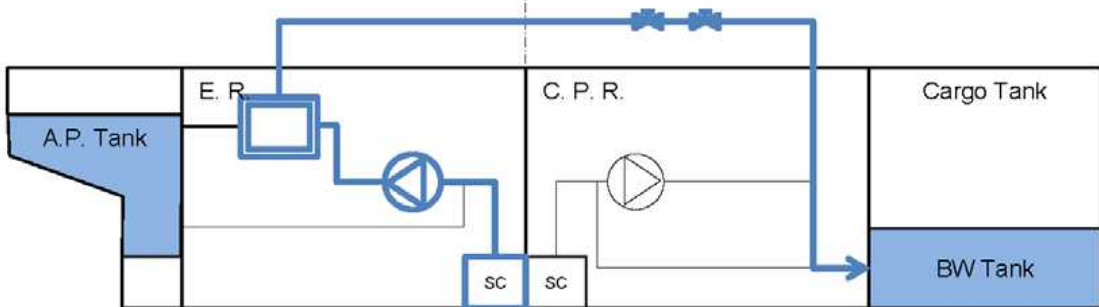 E. R.
C. P. R.
Cargo Tank
A.P. Tank
BW Tank
sc
sc